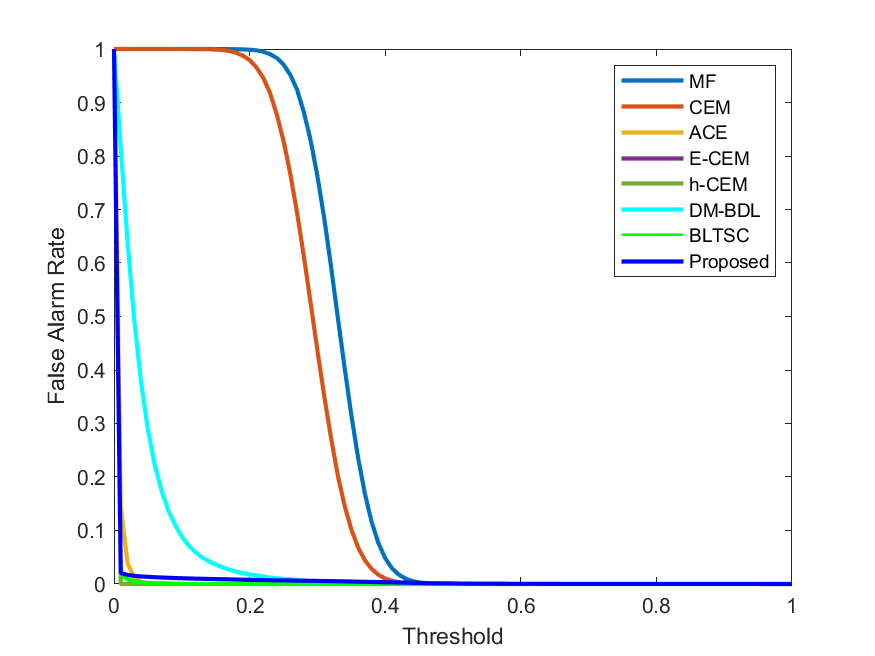 1
0.9
0.8
0.7
0.6
0.5
0.4
0.3
0.2
0.1
0
False Alarm Rate
0
0.2
0.4
0.6
0.8
1
Threshold
MF
CEM
ACE
E-CEM
h-CEM
DM-BDL
BLTSC
Proposed